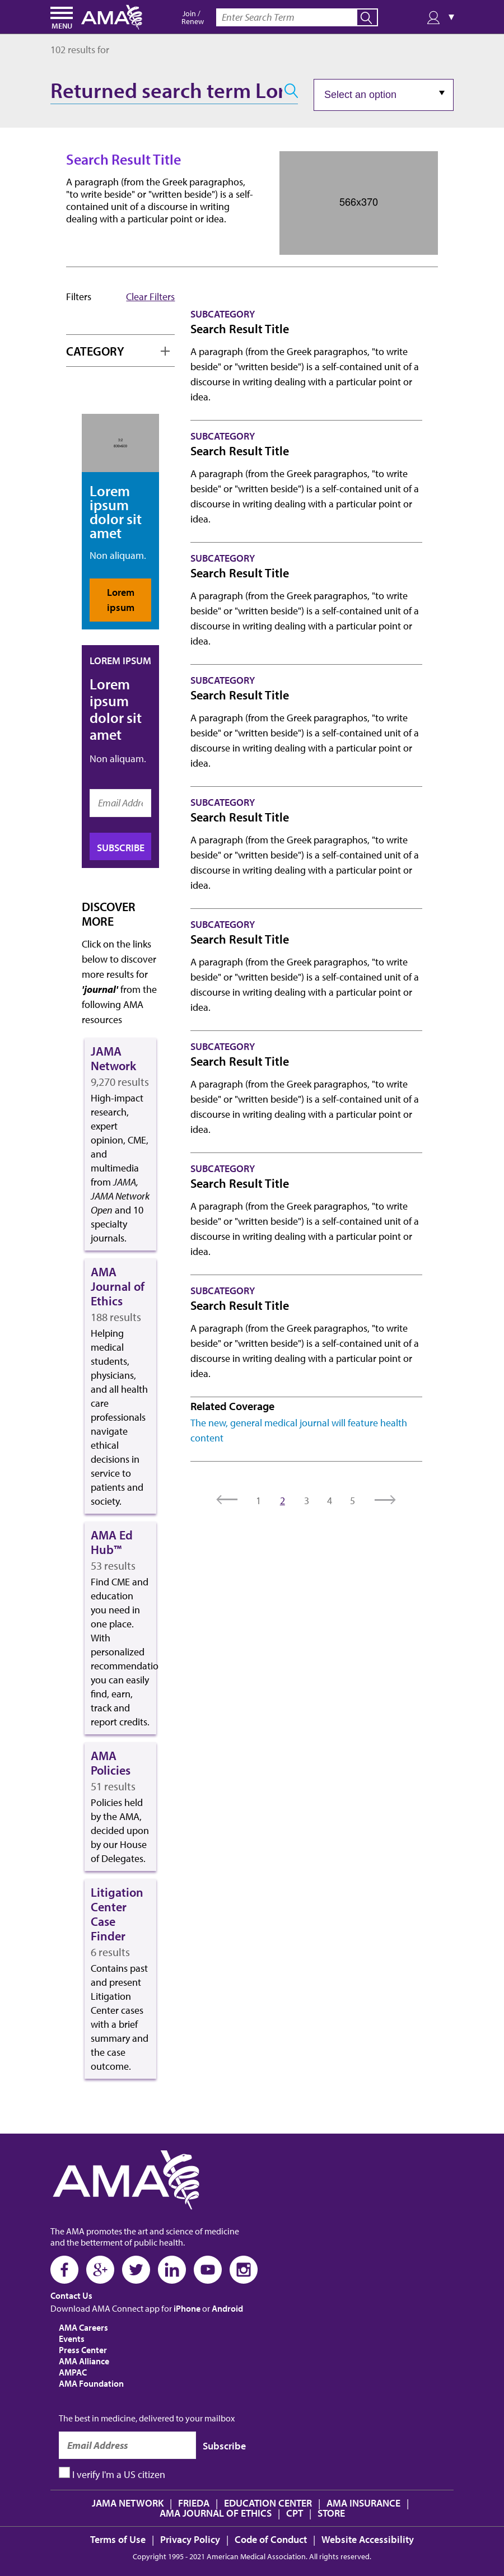 MENU
AMA
Join /
Renew
Enter Search Term
102 results for
Returned search term Lor
Select an option
Search Result Title
A paragraph (from the Greek paragraphos,
"to write beside" or "written beside") is a self-
contained unit of a discourse in writing
dealing with a particular point or idea.
566x370
Filters
Clear Filters
CATEGORY
Lorem
ipsum
dolor sit
amet
Non aliquam.
Lorem
ipsum
LOREM IPSUM
Lorem
ipsum
dolor sit
amet
Non aliquam.
Email Addre
SUBSCRIBE
DISCOVER
MORE
Click on the links
below to discover
more results for
'journal' from the
following AMA
resources
JAMA
Network
9,270 results
High-impact
research,
expert
opinion, CME,
and
multimedia
from JAMA,
JAMA Network
Open and 10
specialty
journals.
AMA
Journal of
Ethics
188 results
Helping
medical
students,
physicians,
and all health
care
professionals
navigate
ethical
decisions in
service to
patients and
society.
AMA Ed
Hub™
53 results
Find CME and
education
you need in
one place.
With
personalized
recommendatio
you can easily
find, earn,
track and
report credits.
AMA
Policies
51 results
Policies held
by the AMA,
decided upon
by our House
of Delegates.
Litigation
Center
Case
Finder
6 results
Contains past
and present
Litigation
Center cases
with a brief
summary and
the case
outcome.
SUBCATEGORY
Search Result Title
A paragraph (from the Greek paragraphos, "to write
beside" or "written beside") is a self-contained unit of a
discourse in writing dealing with a particular point or
idea.
SUBCATEGORY
Search Result Title
A paragraph (from the Greek paragraphos, "to write
beside" or "written beside") is a self-contained unit of a
discourse in writing dealing with a particular point or
idea.
SUBCATEGORY
Search Result Title
A paragraph (from the Greek paragraphos, "to write
beside" or "written beside") is a self-contained unit of a
discourse in writing dealing with a particular point or
idea.
SUBCATEGORY
Search Result Title
A paragraph (from the Greek paragraphos, "to write
beside" or "written beside") is a self-contained unit of a
discourse in writing dealing with a particular point or
idea.
SUBCATEGORY
Search Result Title
A paragraph (from the Greek paragraphos, "to write
beside" or "written beside") is a self-contained unit of a
discourse in writing dealing with a particular point or
idea.
SUBCATEGORY
Search Result Title
A paragraph (from the Greek paragraphos, "to write
beside" or "written beside") is a self-contained unit of a
discourse in writing dealing with a particular point or
idea.
SUBCATEGORY
Search Result Title
A paragraph (from the Greek paragraphos, "to write
beside" or "written beside") is a self-contained unit of a
discourse in writing dealing with a particular point or
idea.
SUBCATEGORY
Search Result Title
A paragraph (from the Greek paragraphos, "to write
beside" or "written beside") is a self-contained unit of a
discourse in writing dealing with a particular point or
idea.
SUBCATEGORY
Search Result Title
A paragraph (from the Greek paragraphos, "to write
beside" or "written beside") is a self-contained unit of a
discourse in writing dealing with a particular point or
idea.
Related Coverage
The new, general medical journal will feature health
content
1 2 3 4 5
AMA
The AMA promotes the art and science of medicine
and the betterment of public health.
Contact Us
Download AMA Connect app for iPhone or Android
AMA Careers
Events
Press Center
AMA Alliance
AMPAC
AMA Foundation
The best in medicine, delivered to your mailbox
Email Address
Subscribe
I verify I'm a US citizen
JAMA NETWORK | FRIEDA | EDUCATION CENTER | AMA INSURANCE |
AMA JOURNAL OF ETHICS | CPT | STORE
Terms of Use | Privacy Policy | Code of Conduct | Website Accessibility
Copyright 1995 - 2021 American Medical Association. All rights reserved.